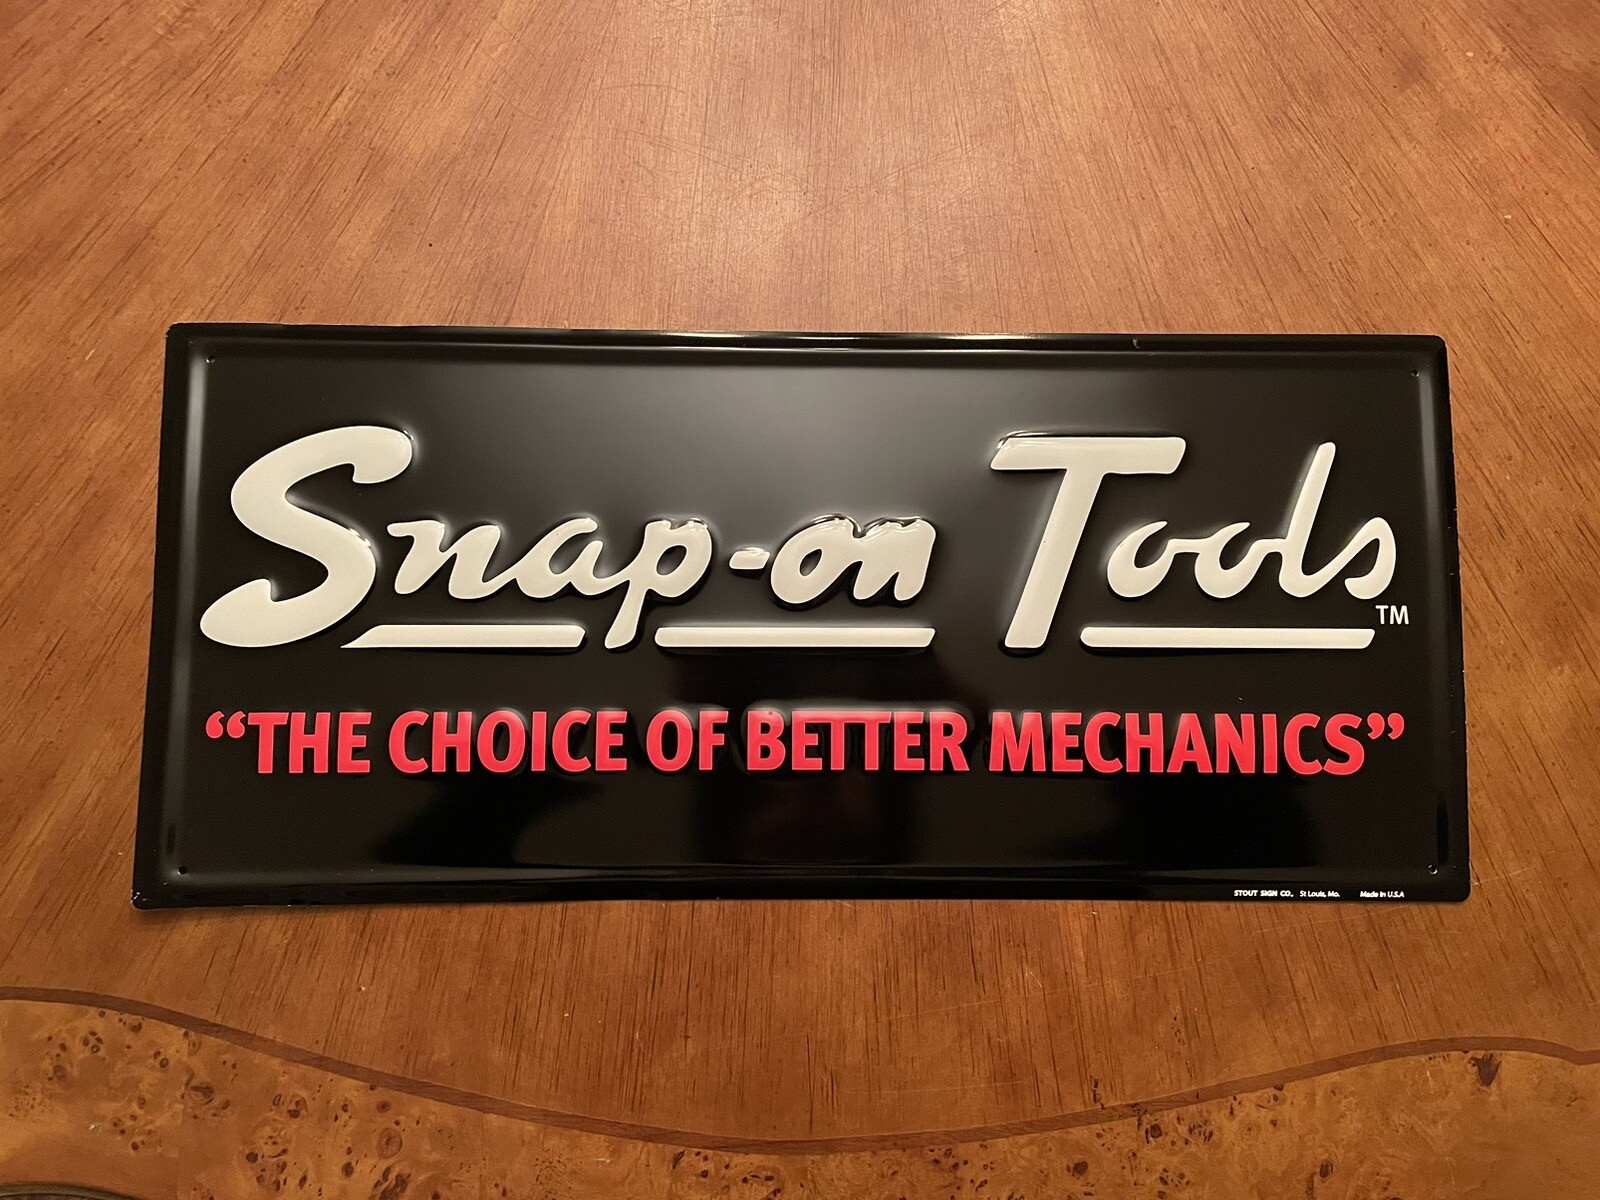 Snap-on Tools™
“THE CHOICE OF BETTER MECHANICS”
STOUT SIGN CO., St Louis, Mo. Made in U.S.A